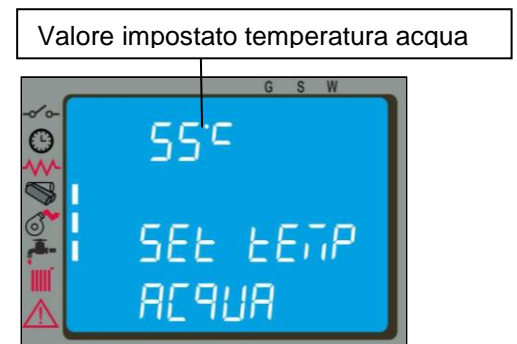 Valore impostato temperatura acqua
G S W
55°C
SET TEMP
ACQUA